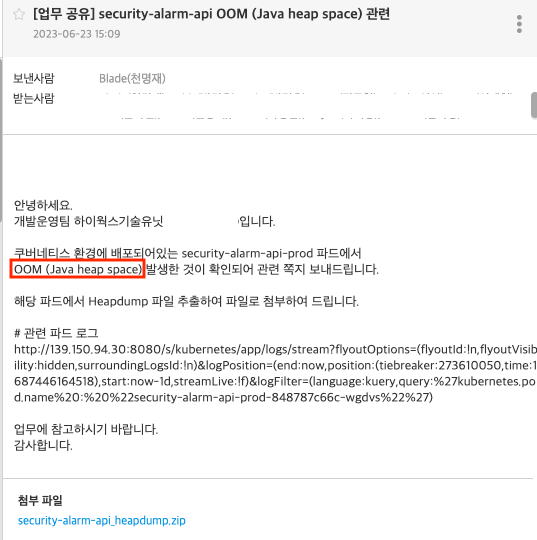 [업무 공유] security-alarm-api OOM (Java heap space) 관련
2023-06-23 15:09
보낸사람 Blade(천명재)
받는사람
안녕하세요.
개발운영팀 하이웍스기술유닛 입니다.
쿠버네티스 환경에 배포되어있는 security-alarm-api-prod 파드에서
OOM (Java heap space) 발생한 것이 확인되어 관련 쪽지 보내드립니다.
해당 파드에서 Heapdump 파일 추출하여 파일로 첨부하여 드립니다.
# 관련 파드 로그
http://139.150.94.30:8080/s/kubernetes/app/logs/stream?flyoutOptions=(flyoutId:!n,flyoutVisib
ility:hidden,surroundingLogsId:!n)&logPosition=(end:now,position:(tiebreaker:273610050,time:1
687446164518),start:now-1d,streamLive:!f)&logFilter=(language:kuery,query:%27kubernetes.po
d.name%20:%20%22security-alarm-api-prod-848787c66c-wgdvs%22%27)
업무에 참고하시기 바랍니다.
감사합니다.
첨부 파일
security-alarm-api_heapdump.zip